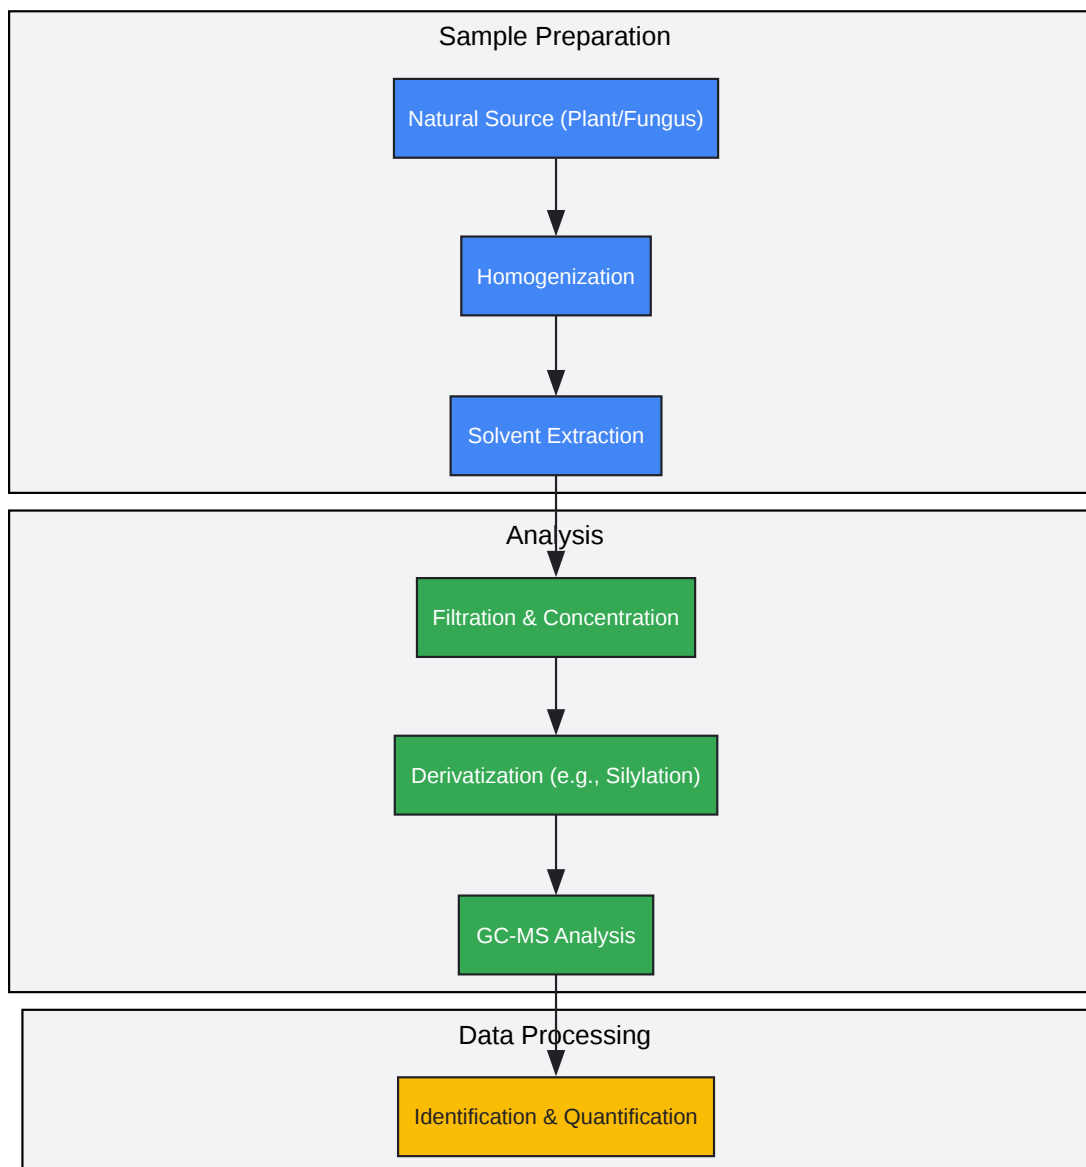 Sample Preparation
Natural Source (Plant/Fungus)
Homogenization
Solvent Extraction
Analysis
Filtration & Concentration
Derivatization (e.g., Silylation)
GC-MS Analysis
Data Processing
Identification & Quantification